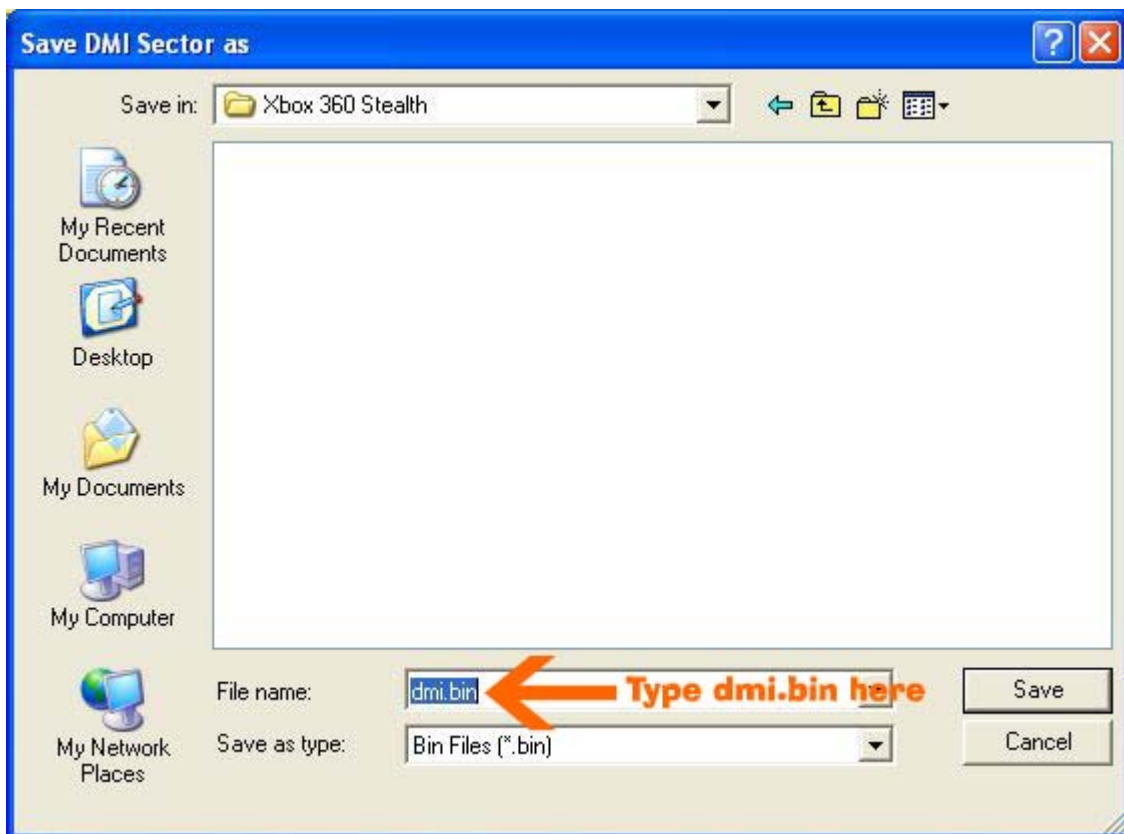 Save DMI Sector as
Save in: Xbox 360 Stealth
My Recent
Documents
Desktop
My Documents
My Computer
My Network
Places
File name: dmi.bin Type dmi.bin here Save
Save as type: Bin Files (*.bin) Cancel